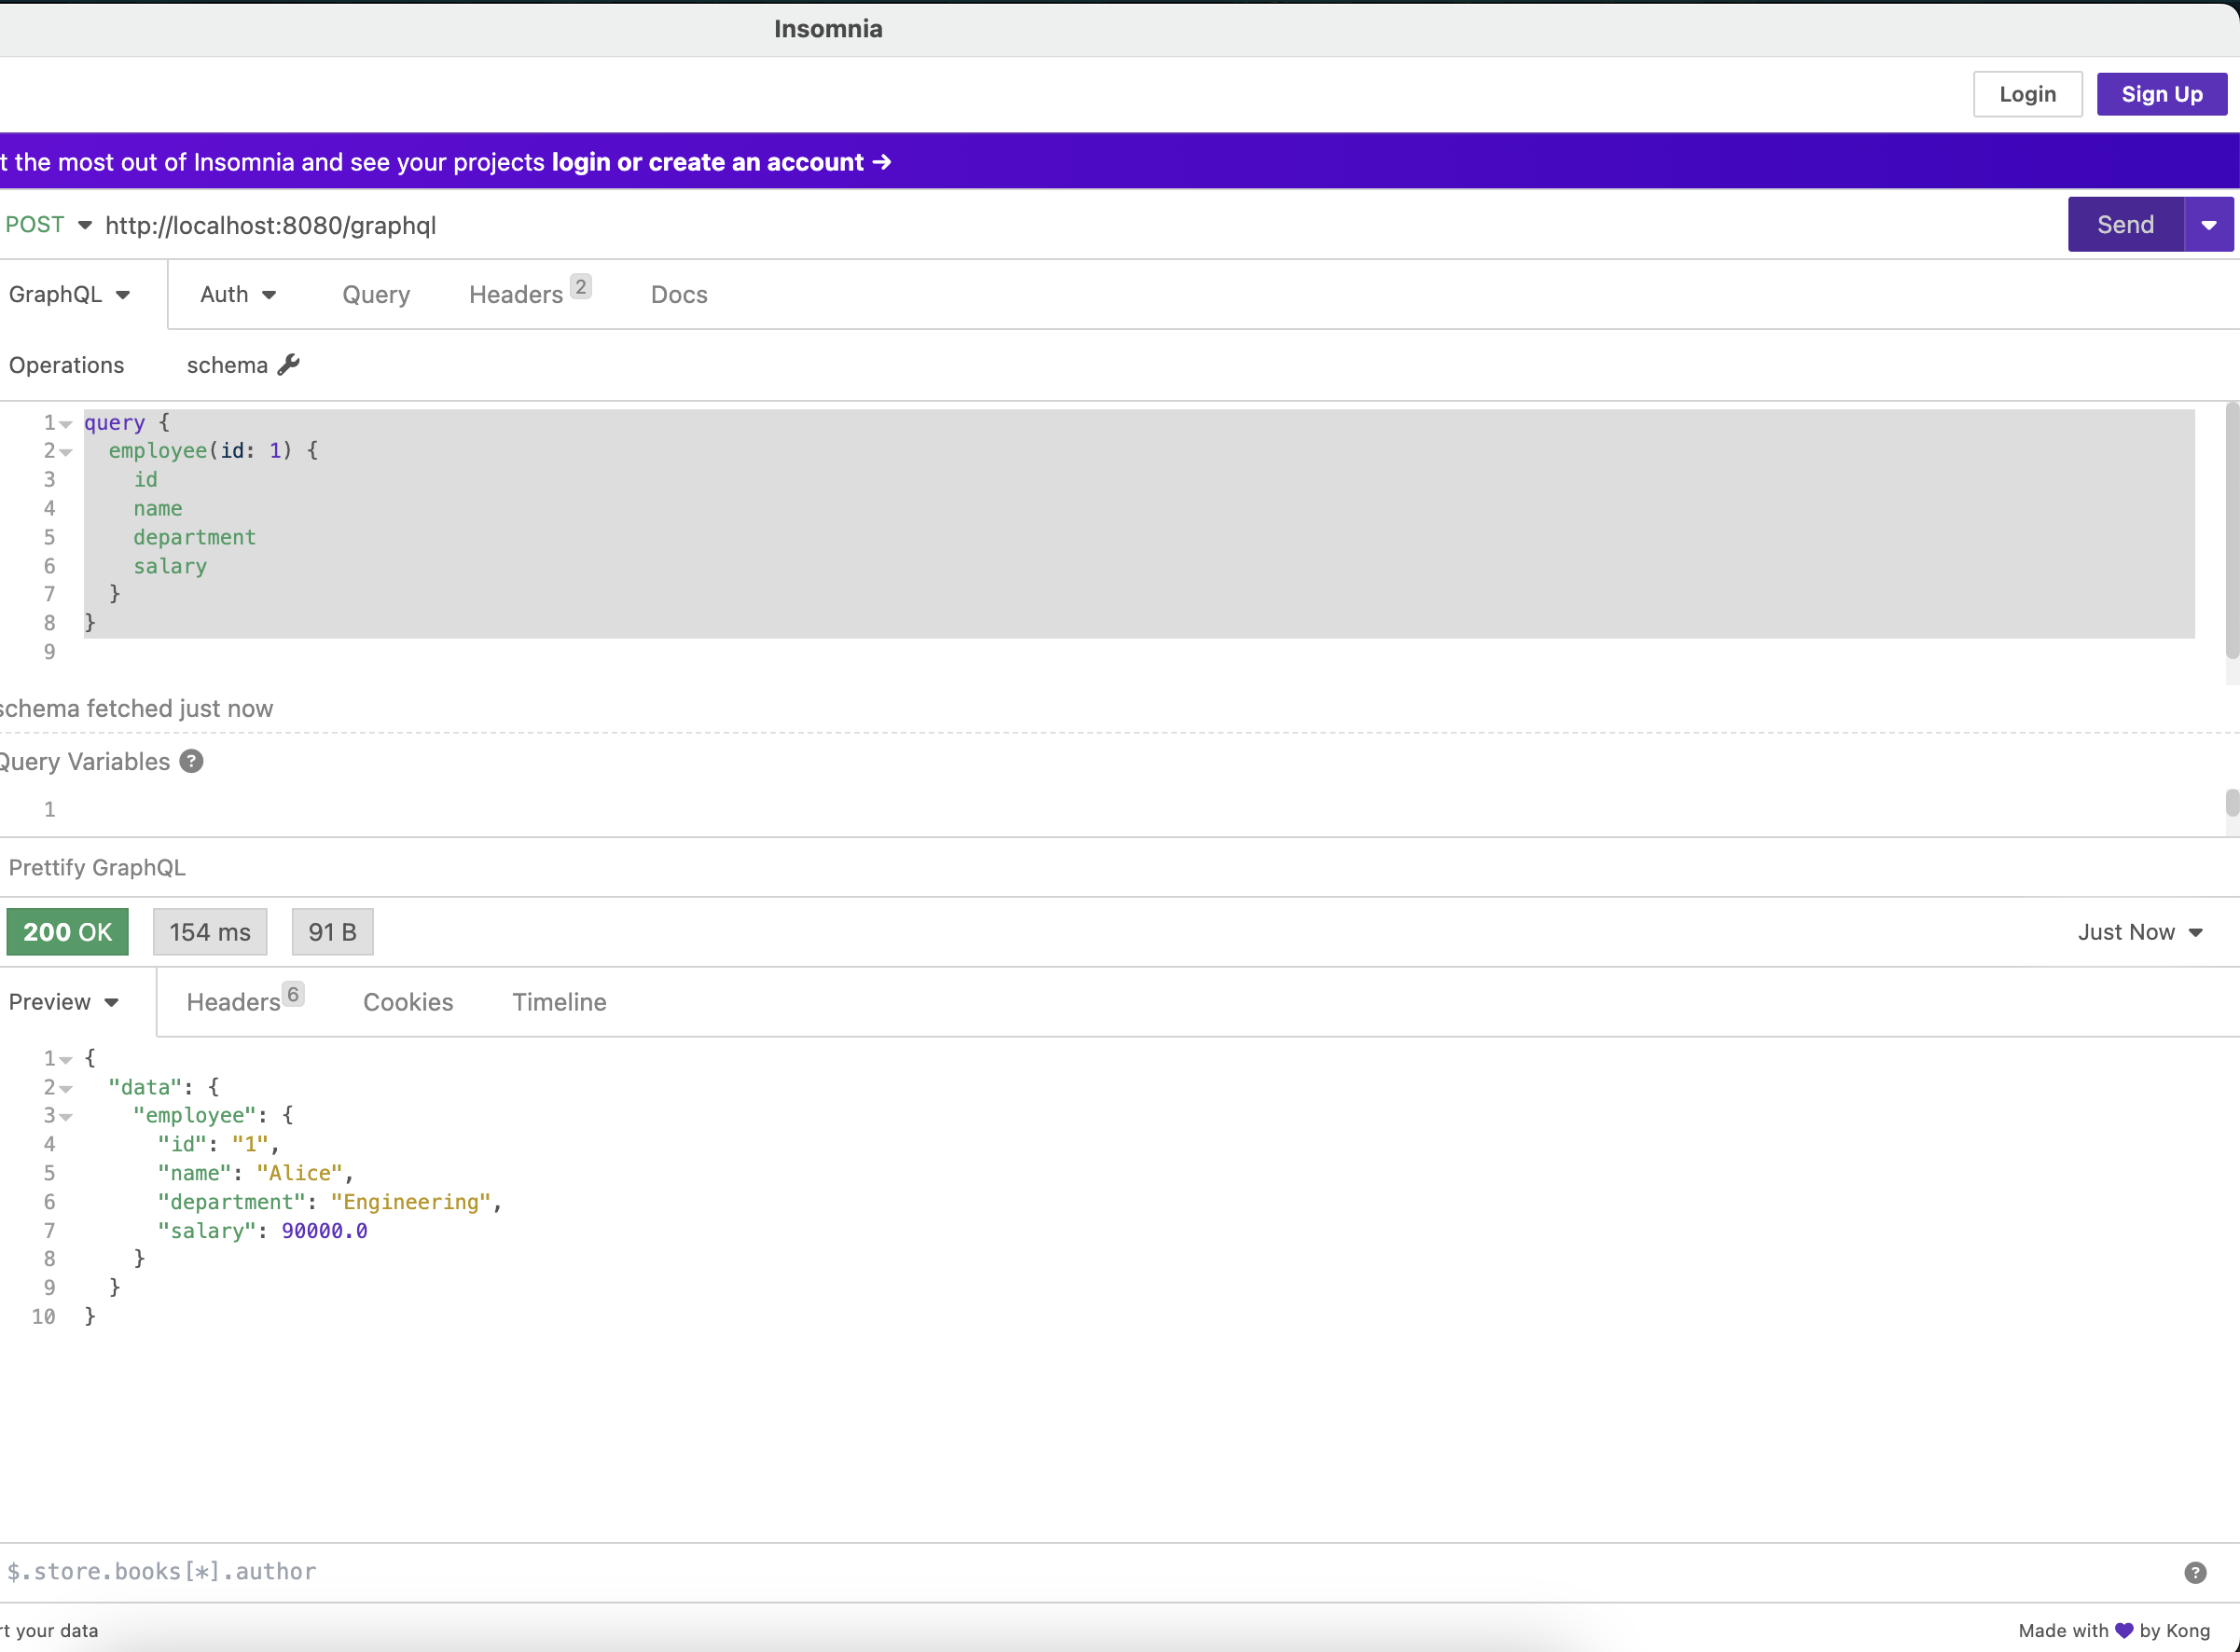 Insomnia
Login Sign Up
t the most out of Insomnia and see your projects login or create an account →
POST http://localhost:8080/graphql Send
GraphQL Auth Query Headers 2 Docs
Operations schema
1 query {
2 employee(id: 1) {
3 id
4 name
5 department
6 salary
7 }
8 }
9
schema fetched just now
Query Variables ?
1
Prettify GraphQL
200 OK 154 ms 91 B Just Now
Preview Headers 6 Cookies Timeline
1 {
2 "data": {
3 "employee": {
4 "id": "1",
5 "name": "Alice",
6 "department": "Engineering",
7 "salary": 90000.0
8 }
9 }
10 }
$.store.books[*].author ?
rt your data Made with 💜 by Kong